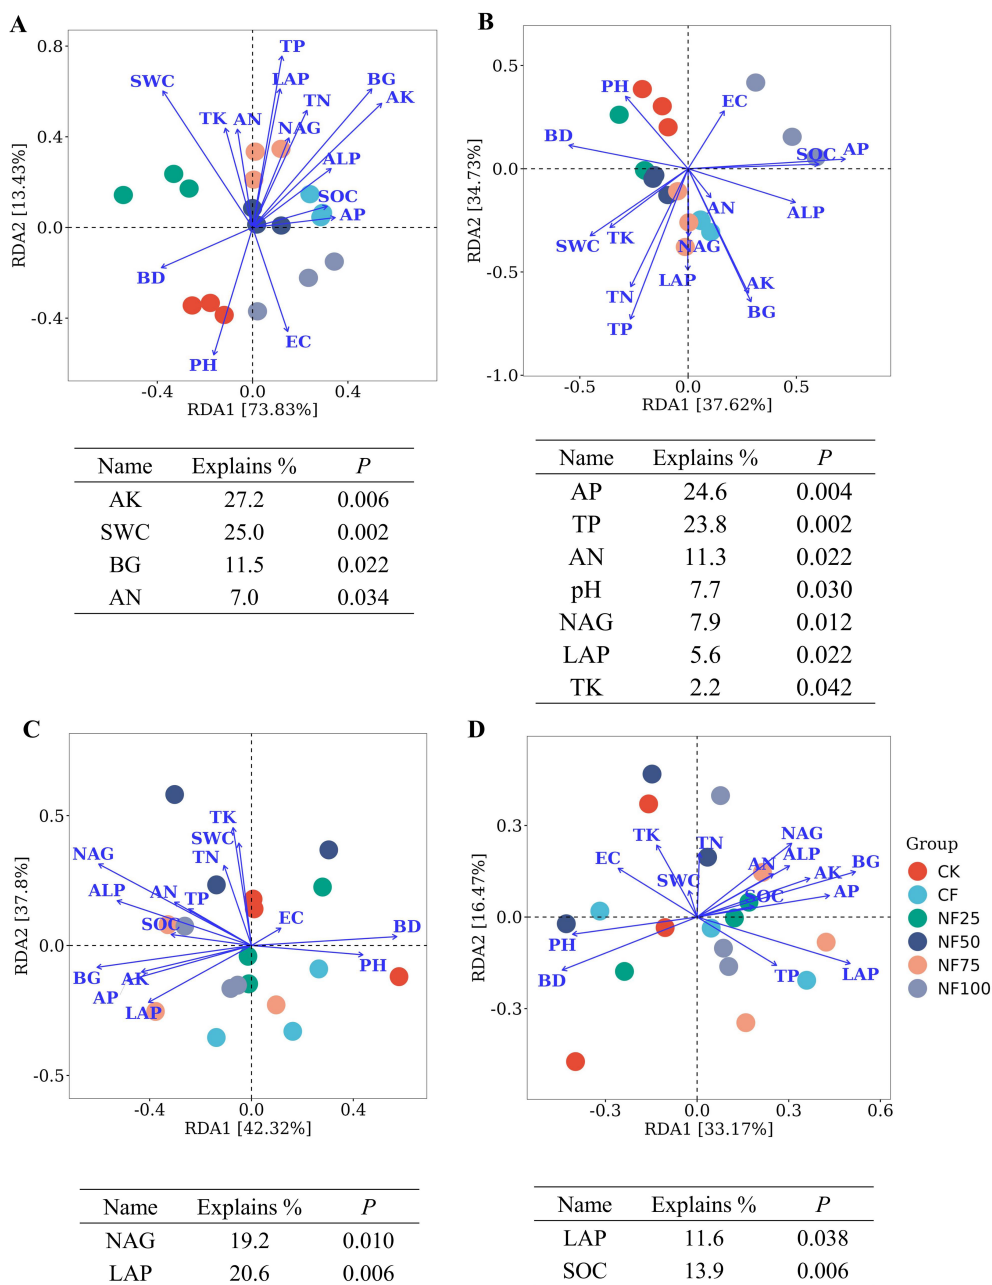 A
0.8
0.4
0.0
-0.4
RDA2 [13.43%]
TP
SWC
LAP
BG
TN
AK
TK
AN
NAG
ALP
SOC
AP
BD
EC
PH
-0.4
0.0
0.4
RDA1 [73.83%]
B
0.5
0.0
-0.5
-1.0
RDA2 [34.73%]
PH
EC
BD
SOC
AP
AN
ALP
SWC
TK
NAG
LAP
AK
TN
BG
TP
-0.5
0.0
0.5
RDA1 [37.62%]
Name Explains % P
AK 27.2 0.006
SWC 25.0 0.002
BG 11.5 0.022
AN 7.0 0.034
Name Explains % P
AP 24.6 0.004
TP 23.8 0.002
AN 11.3 0.022
pH 7.7 0.030
NAG 7.9 0.012
LAP 5.6 0.022
TK 2.2 0.042
C
0.5
0.0
-0.5
RDA2 [37.8%]
TK
SWC
NAG
TN
ALP
AN
TP
SOC
EC
BD
PH
BG
AK
AP
LAP
-0.4
0.0
0.4
RDA1 [42.32%]
D
0.3
0.0
-0.3
RDA2 [16.47%]
TK
TN
NAG
EC
ALP
AN
BG
AK
SWC
AP
SOC
PH
BD
TP
LAP
-0.3
0.0
0.3
0.6
RDA1 [33.17%]
Group
CK
CF
NF25
NF50
NF75
NF100
Name Explains % P
NAG 19.2 0.010
LAP 20.6 0.006
Name Explains % P
LAP 11.6 0.038
SOC 13.9 0.006